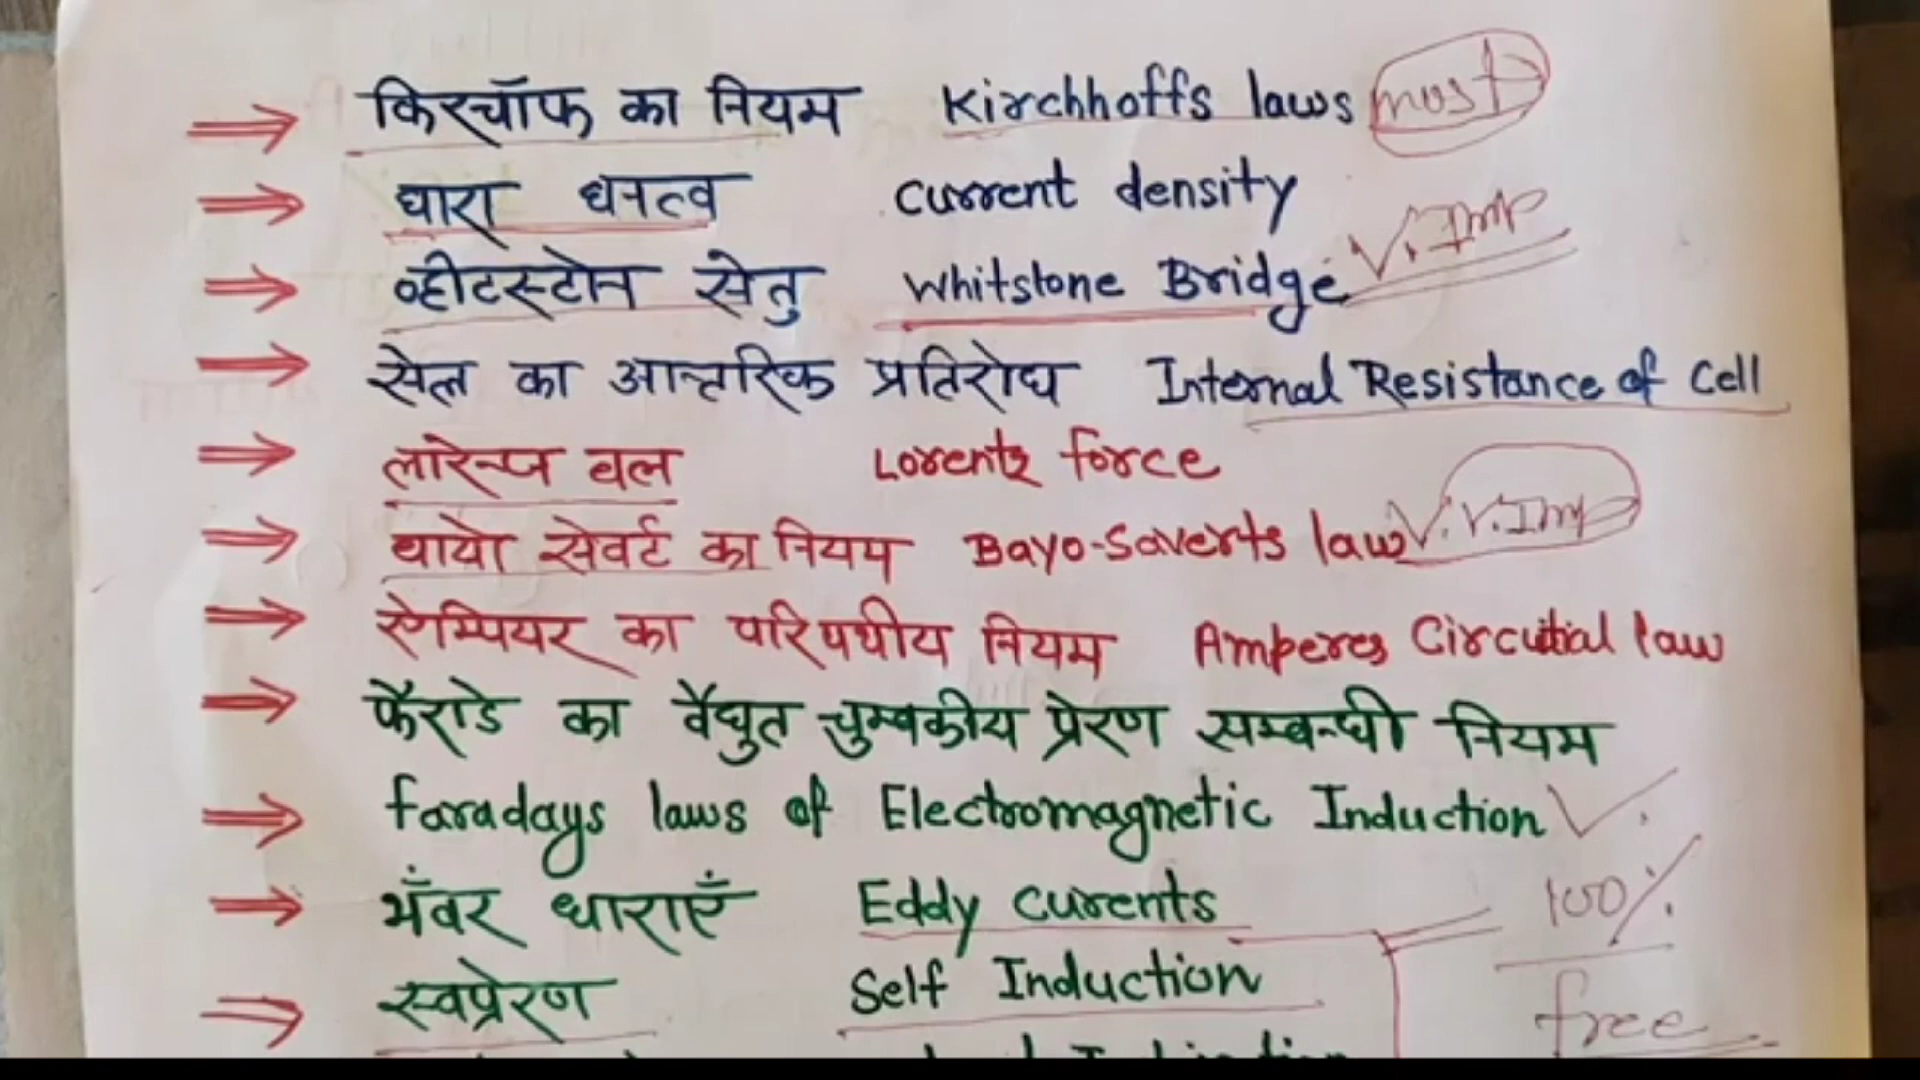 किरचॉफ का नियम Kirchhoffs laws most
धारा धनत्व Current density
व्हीटस्टोन सेतु Whitstone Bridge V. Imp
सेल का आन्तरिक प्रतिरोध Internal Resistance of Cell
लारेन्ज बल Lorentz force
बायो सेवर्ट का नियम Bayo-Saverts law V.V.Imp
ऐम्पियर का परिपथीय नियम Amperes Circutial law
फैराडे का वैद्युत चुम्बकीय प्रेरण सम्बन्धी नियम
faradays laws of Electromagnetic Induction
भँवर धाराएँ Eddy Curents 100%
स्वप्रेरण Self Induction free